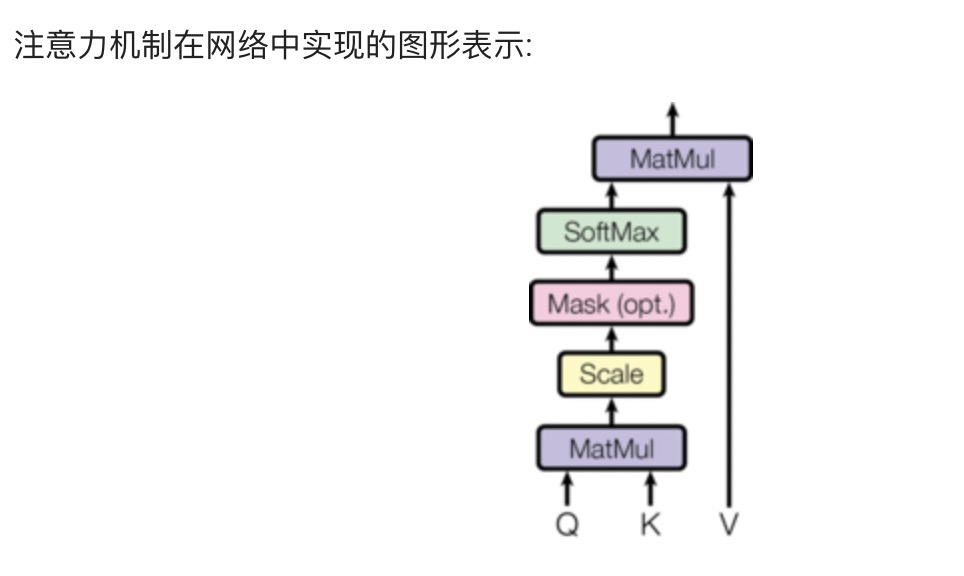 注意力机制在网络中实现的图形表示:
MatMul
SoftMax
Mask (opt.)
Scale
MatMul
Q K V